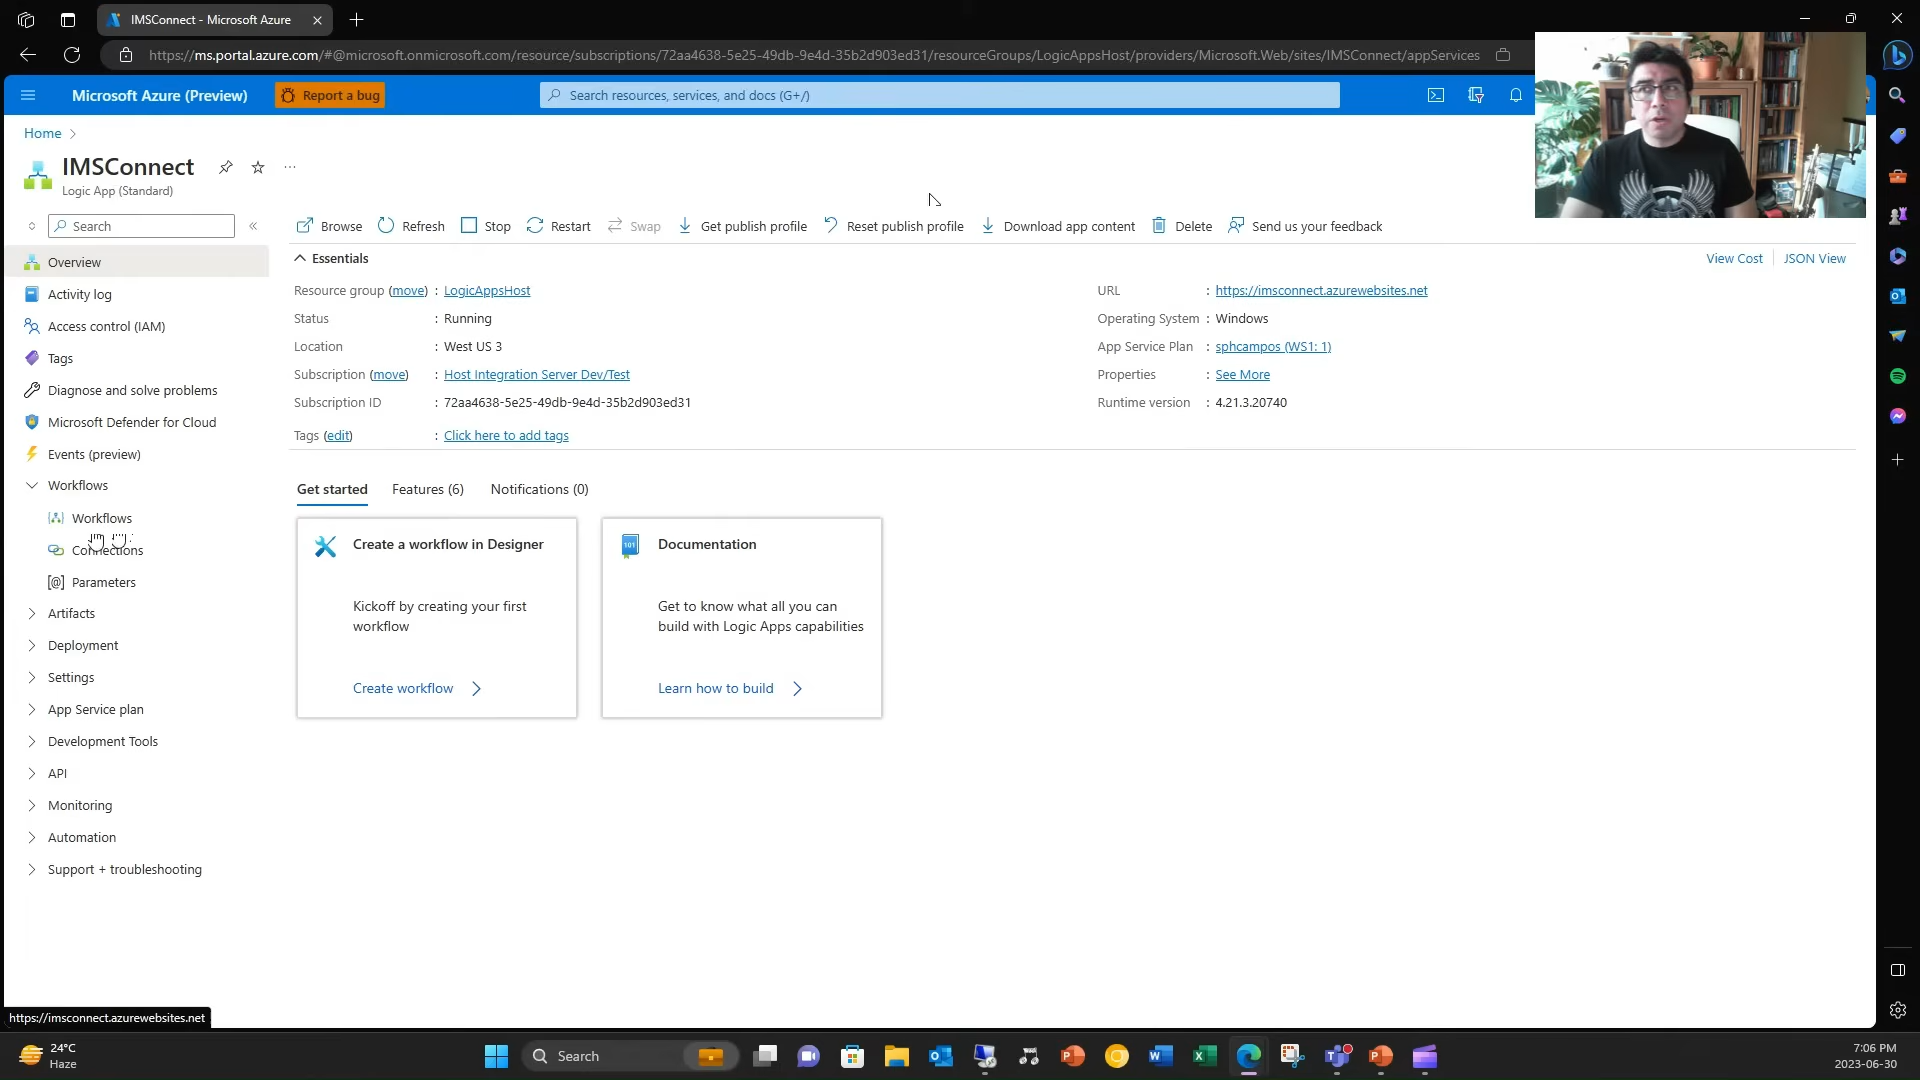 IMSConnect - Microsoft Azure
https://ms.portal.azure.com/#@microsoft.onmicrosoft.com/resource/subscriptions/72aa4638-5e25-49db-9e4d-35b2d903ed31/resourceGroups/LogicAppsHost/providers/Microsoft.Web/sites/IMSConnect/appServices
Microsoft Azure (Preview)
Report a bug
Search resources, services, and docs (G+/)
Home
IMSConnect
Logic App (Standard)
Search
Browse Refresh Stop Restart Swap Get publish profile Reset publish profile Download app content Delete Send us your feedback
Overview
Activity log
Access control (IAM)
Tags
Diagnose and solve problems
Microsoft Defender for Cloud
Events (preview)
Workflows
Workflows
Connections
Parameters
Artifacts
Deployment
Settings
App Service plan
Development Tools
API
Monitoring
Automation
Support + troubleshooting
Essentials
View Cost JSON View
Resource group (move) : LogicAppsHost
Status : Running
Location : West US 3
Subscription (move) : Host Integration Server Dev/Test
Subscription ID : 72aa4638-5e25-49db-9e4d-35b2d903ed31
Tags (edit) : Click here to add tags
URL : https://imsconnect.azurewebsites.net
Operating System : Windows
App Service Plan : sphcampos (WS1: 1)
Properties : See More
Runtime version : 4.21.3.20740
Get started Features (6) Notifications (0)
Create a workflow in Designer
Kickoff by creating your first
workflow
Create workflow
Documentation
Get to know what all you can
build with Logic Apps capabilities
Learn how to build
https://imsconnect.azurewebsites.net
24°C
Haze
Search
7:06 PM
2023-06-30